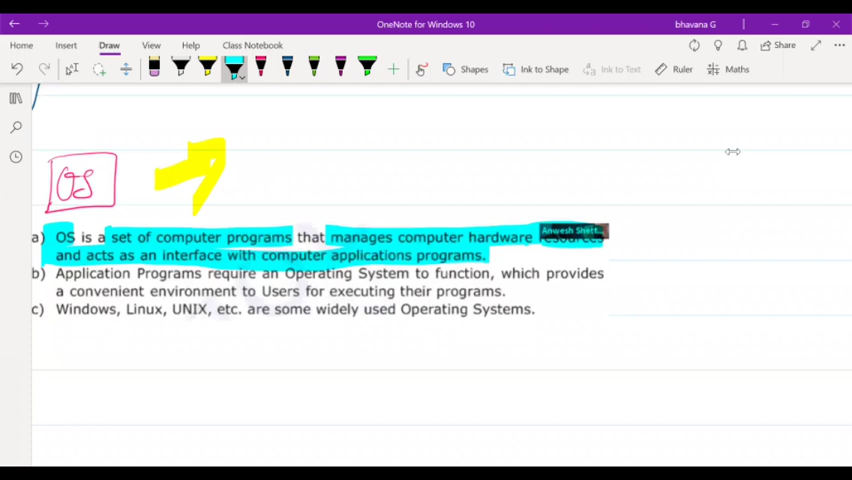 OneNote for Windows 10
bhavana G
Home Insert Draw View Help Class Notebook
Share
Shapes Ink to Shape Ink to Text Ruler Maths
OS
Anwesh Shett...
a) OS is a set of computer programs that manages computer hardware resources
and acts as an interface with computer applications programs.
b) Application Programs require an Operating System to function, which provides
a convenient environment to Users for executing their programs.
c) Windows, Linux, UNIX, etc. are some widely used Operating Systems.